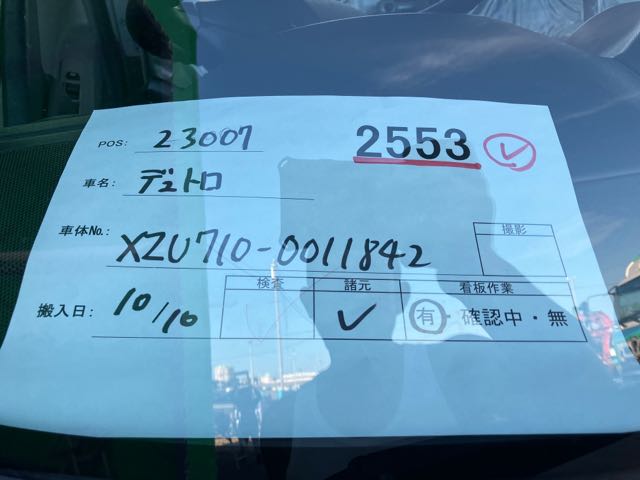 POS: 23007 2553
車名: デュトロ
車体No.: XZU710-0011842
撮影
搬入日: 10/10
検査 諸元 看板作業
有・確認中・無